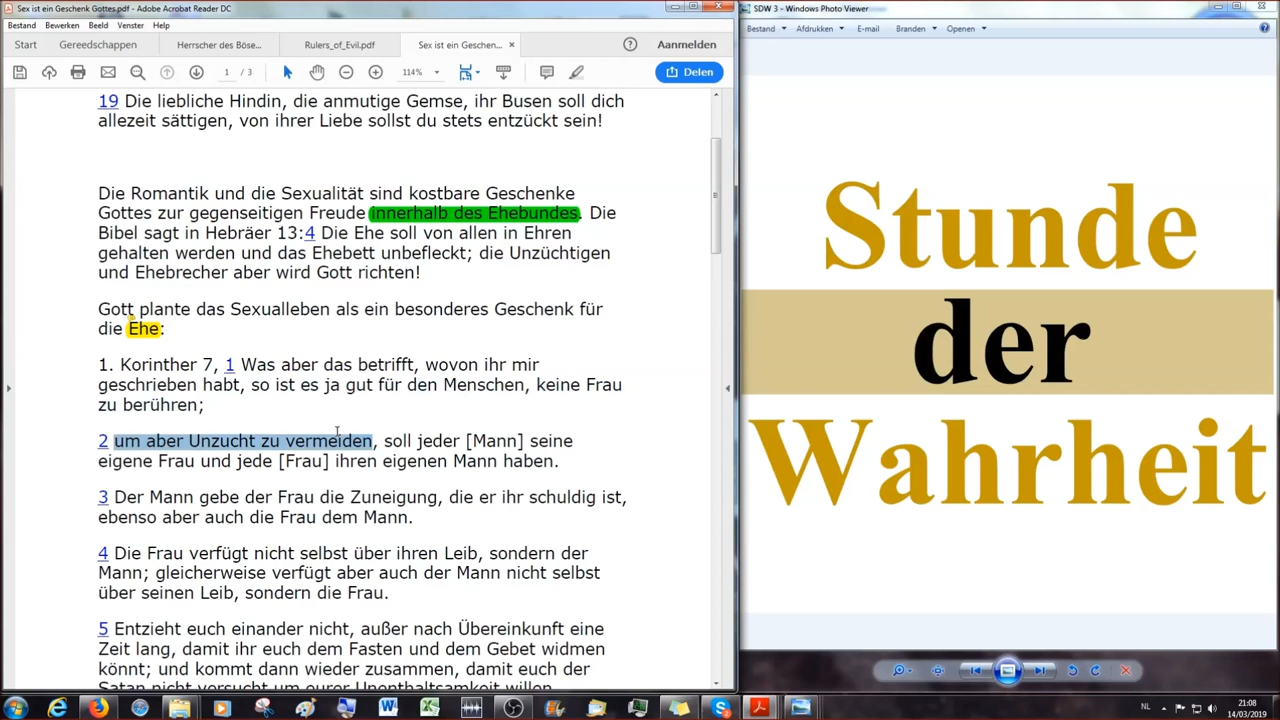 Sex ist ein Geschenk Gottes.pdf - Adobe Acrobat Reader DC
Bestand Bewerken Beeld Venster Help
Start Gereedschappen Herrscher des Böse... Rulers_of_Evil.pdf Sex ist ein Geschen... × Aanmelden
1 / 3 114% Delen
19 Die liebliche Hindin, die anmutige Gemse, ihr Busen soll dich
allezeit sättigen, von ihrer Liebe sollst du stets entzückt sein!
Die Romantik und die Sexualität sind kostbare Geschenke
Gottes zur gegenseitigen Freude innerhalb des Ehebundes. Die
Bibel sagt in Hebräer 13:4 Die Ehe soll von allen in Ehren
gehalten werden und das Ehebett unbefleckt; die Unzüchtigen
und Ehebrecher aber wird Gott richten!
Gott plante das Sexualleben als ein besonderes Geschenk für
die Ehe:
1. Korinther 7, 1 Was aber das betrifft, wovon ihr mir
geschrieben habt, so ist es ja gut für den Menschen, keine Frau
zu berühren;
2 um aber Unzucht zu vermeiden, soll jeder [Mann] seine
eigene Frau und jede [Frau] ihren eigenen Mann haben.
3 Der Mann gebe der Frau die Zuneigung, die er ihr schuldig ist,
ebenso aber auch die Frau dem Mann.
4 Die Frau verfügt nicht selbst über ihren Leib, sondern der
Mann; gleicherweise verfügt aber auch der Mann nicht selbst
über seinen Leib, sondern die Frau.
5 Entzieht euch einander nicht, außer nach Übereinkunft eine
Zeit lang, damit ihr euch dem Fasten und dem Gebet widmen
könnt; und kommt dann wieder zusammen, damit euch der
Satan nicht versucht um eurer Unenthaltsamkeit willen
SDW 3 - Windows Photo Viewer
Bestand Afdrukken E-mail Branden Openen
Stunde
der
Wahrheit
NL 21:08
14/03/2019